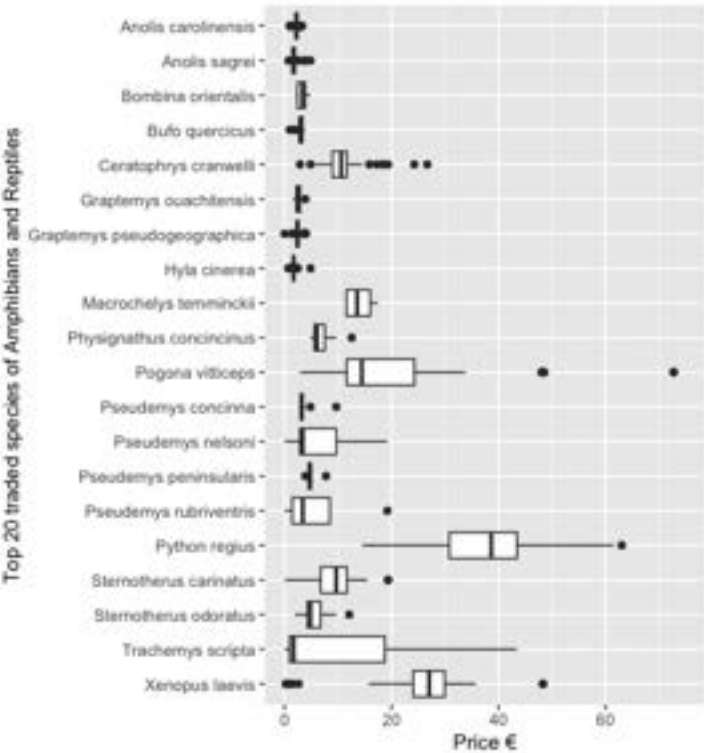 Top 20 traded species of Amphibians and Reptiles
Anolis carolinensis
Anolis sagrei
Bombina orientalis
Bufo quercicus
Ceratophrys cranwelli
Graptemys ouachitensis
Graptemys pseudogeographica
Hyla cinerea
Macrochelys temminckii
Physignathus concincinus
Pogona vitticeps
Pseudemys concinna
Pseudemys nelsoni
Pseudemys peninsularis
Pseudemys rubriventris
Python regius
Sternotherus carinatus
Sternotherus odoratus
Trachemys scripta
Xenopus laevis
0 20 40 60
Price €